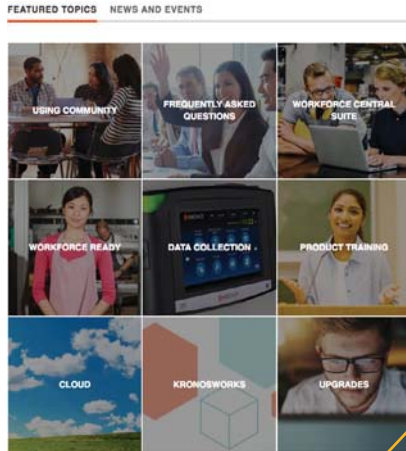 FEATURED TOPICS NEWS AND EVENTS
USING COMMUNITY
FREQUENTLY ASKED
QUESTIONS
WORKFORCE CENTRAL
SUITE
WORKFORCE READY
DATA COLLECTION
PRODUCT TRAINING
CLOUD
KRONOSWORKS
UPGRADES